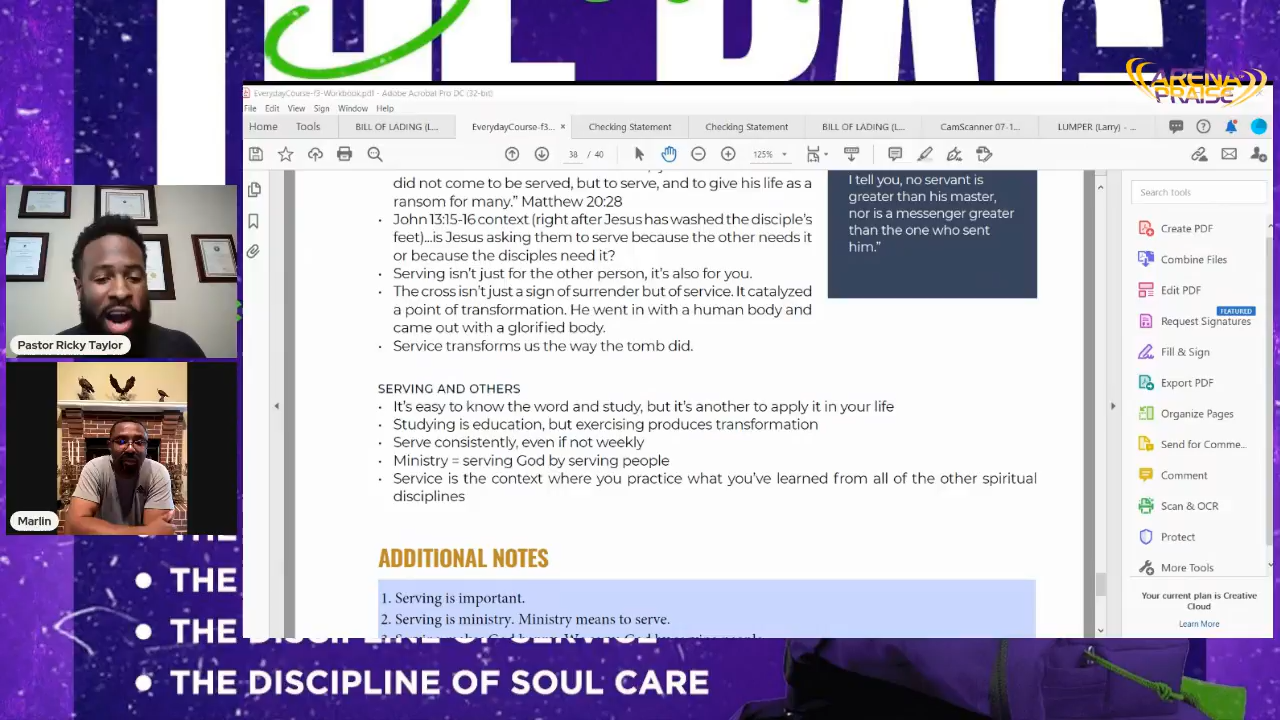 ARENA
PRAISE
EverydayCourse-f3-Workbook.pdf - Adobe Acrobat Pro DC (32-bit)
File Edit View Sign Window Help
Home Tools BILL OF LADING (L... EverydayCourse-f3... × Checking Statement Checking Statement BILL OF LADING (L... CamScanner 07-1... LUMPER (Larry) - ...
38 / 40 125%
did not come to be served, but to serve, and to give his life as a
ransom for many.” Matthew 20:28
• John 13:15-16 context (right after Jesus has washed the disciple's
feet)...is Jesus asking them to serve because the other needs it
or because the disciples need it?
• Serving isn't just for the other person, it's also for you.
• The cross isn't just a sign of surrender but of service. It catalyzed
a point of transformation. He went in with a human body and
came out with a glorified body.
• Service transforms us the way the tomb did.
I tell you, no servant is
greater than his master,
nor is a messenger greater
than the one who sent
him.”
SERVING AND OTHERS
• It's easy to know the word and study, but it's another to apply it in your life
• Studying is education, but exercising produces transformation
• Serve consistently, even if not weekly
• Ministry = serving God by serving people
• Service is the context where you practice what you've learned from all of the other spiritual
disciplines
ADDITIONAL NOTES
1. Serving is important.
2. Serving is ministry. Ministry means to serve.
Search tools
Create PDF
Combine Files
Edit PDF
FEATURED
Request Signatures
Fill & Sign
Export PDF
Organize Pages
Send for Comme...
Comment
Scan & OCR
Protect
More Tools
Your current plan is Creative
Cloud
Learn More
Pastor Ricky Taylor
Marlin
• THE
• THE
• THE DISCIPLINE OF SOUL CARE